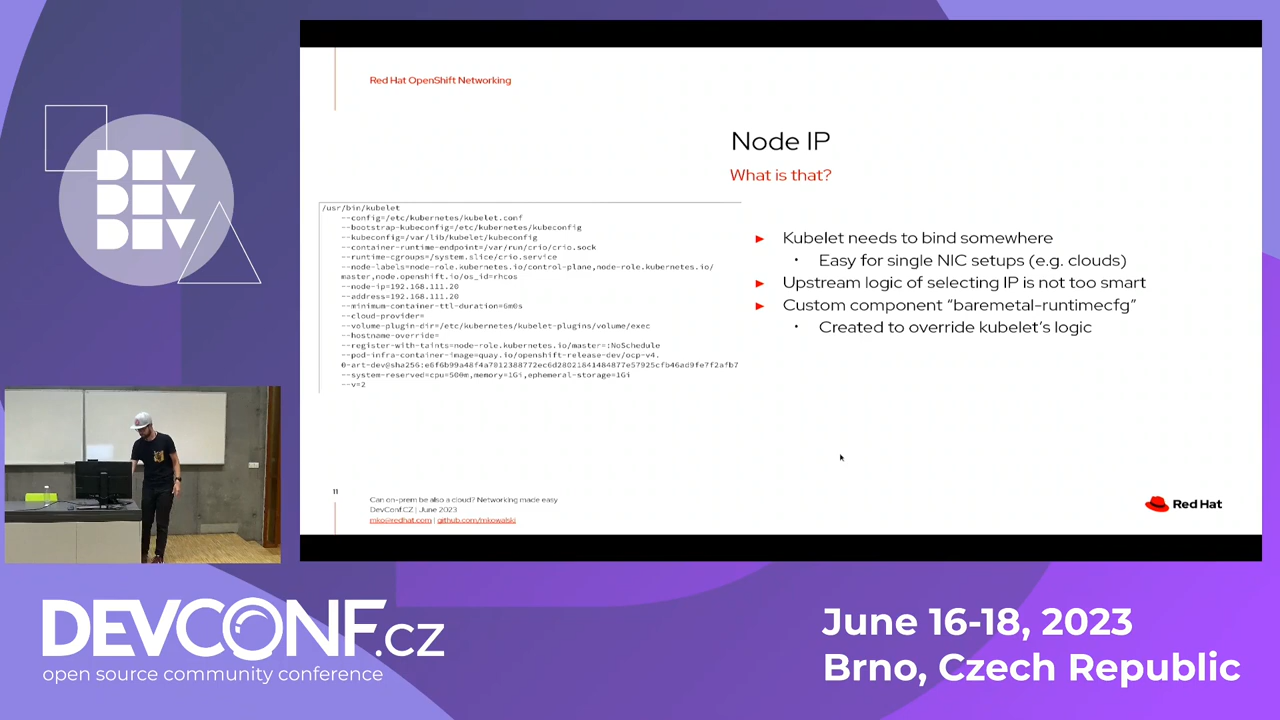 DEV
DEV
DEV
Red Hat OpenShift Networking
Node IP
What is that?
/usr/bin/kubelet
--config=/etc/kubernetes/kubelet.conf
--bootstrap-kubeconfig=/etc/kubernetes/kubeconfig
--kubeconfig=/var/lib/kubelet/kubeconfig
--container-runtime-endpoint=/var/run/crio/crio.sock
--runtime-cgroups=/system.slice/crio.service
--node-labels=node-role.kubernetes.io/control-plane,node-role.kubernetes.io/
master,node.openshift.io/os_id=rhcos
--node-ip=192.168.111.20
--address=192.168.111.20
--minimum-container-ttl-duration=6m0s
--cloud-provider=
--volume-plugin-dir=/etc/kubernetes/kubelet-plugins/volume/exec
--hostname-override=
--register-with-taints=node-role.kubernetes.io/master=:NoSchedule
--pod-infra-container-image=quay.io/openshift-release-dev/ocp-v4.
--system-reserved=cpu=500m,memory=1Gi,ephemeral-storage=1Gi
--v=2
► Kubelet needs to bind somewhere
• Easy for single NIC setups (e.g. clouds)
► Upstream logic of selecting IP is not too smart
► Custom component “baremetal-runtimecfg”
• Created to override kubelet’s logic
11
Can on-prem be also a cloud? Networking made easy
DevConf.CZ | June 2023
mko@redhat.com | github.com/mkowalski
Red Hat
DEVCONF.cz
open source community conference
June 16-18, 2023
Brno, Czech Republic